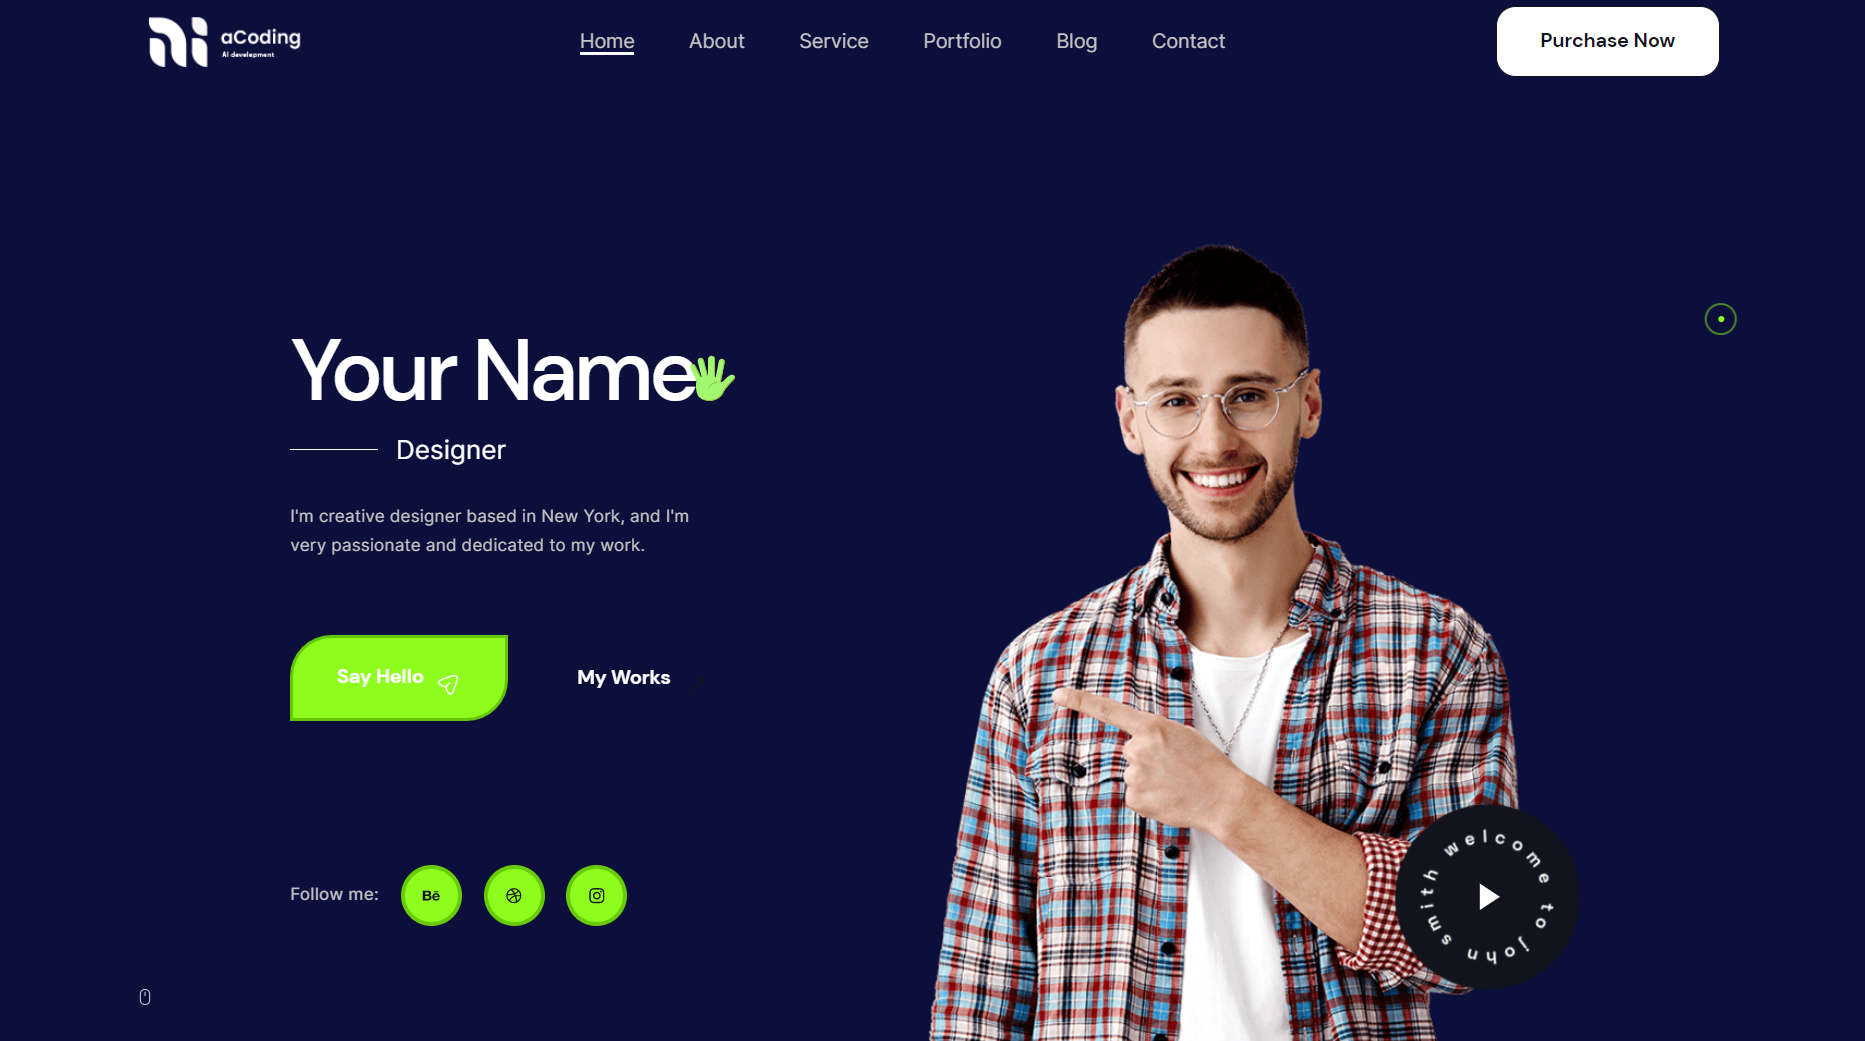 aCoding
AI development
Home
About
Service
Portfolio
Blog
Contact
Purchase Now
Your Name
Designer
I'm creative designer based in New York, and I'm
very passionate and dedicated to my work.
Say Hello
My Works
Follow me:
Bē
welcome to john smith